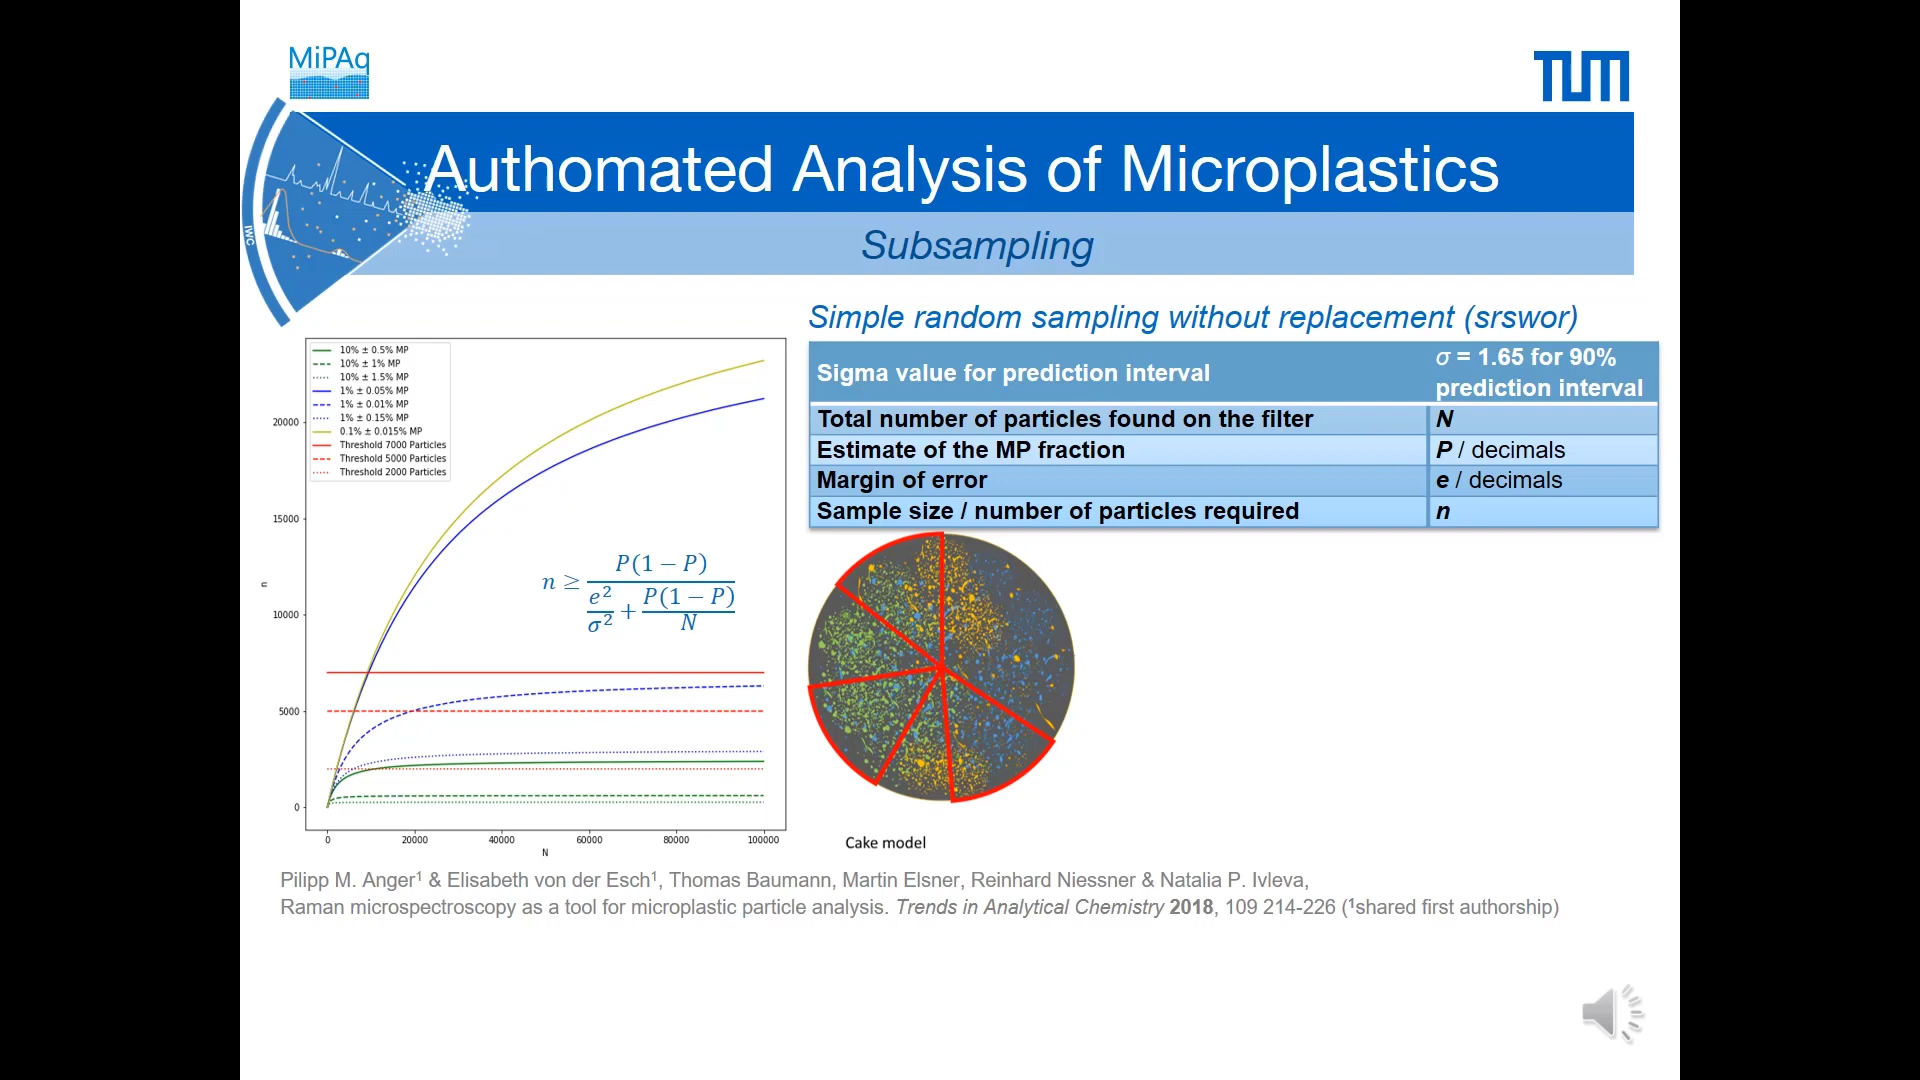 MiPAq
TUM
IWC
Authomated Analysis of Microplastics
Subsampling
Simple random sampling without replacement (srswor)
Sigma value for prediction interval
σ = 1.65 for 90%
prediction interval
Total number of particles found on the filter N
Estimate of the MP fraction P / decimals
Margin of error e / decimals
Sample size / number of particles required n
10% ± 0.5% MP
10% ± 1% MP
10% ± 1.5% MP
1% ± 0.05% MP
1% ± 0.01% MP
1% ± 0.15% MP
0.1% ± 0.015% MP
Threshold 7000 Particles
Threshold 5000 Particles
Threshold 2000 Particles
20000
15000
10000
5000
0
n
n ≥ P(1 − P) / (e² / σ² + P(1 − P) / N)
0 20000 40000 60000 80000 100000
N
Cake model
Pilipp M. Anger¹ & Elisabeth von der Esch¹, Thomas Baumann, Martin Elsner, Reinhard Niessner & Natalia P. Ivleva,
Raman microspectroscopy as a tool for microplastic particle analysis. Trends in Analytical Chemistry 2018, 109 214-226 (¹shared first authorship)